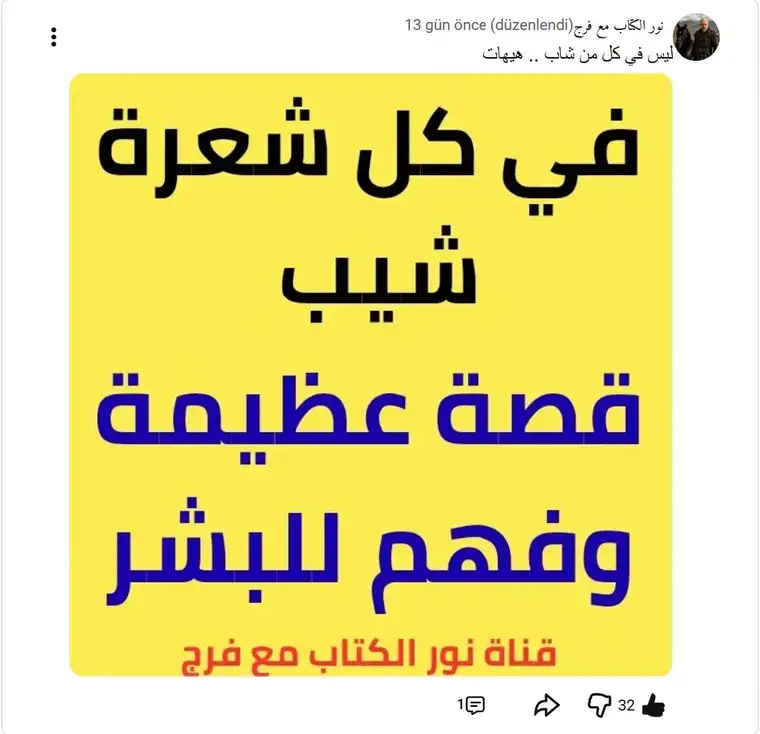 نور الكتاب مع فرج 13 gün önce (düzenlendi)
ليس في كل من شاب .. هيهات
في كل شعرة
شيب
قصة عظيمة
وفهم للبشر
قناة نور الكتاب مع فرج
32
1